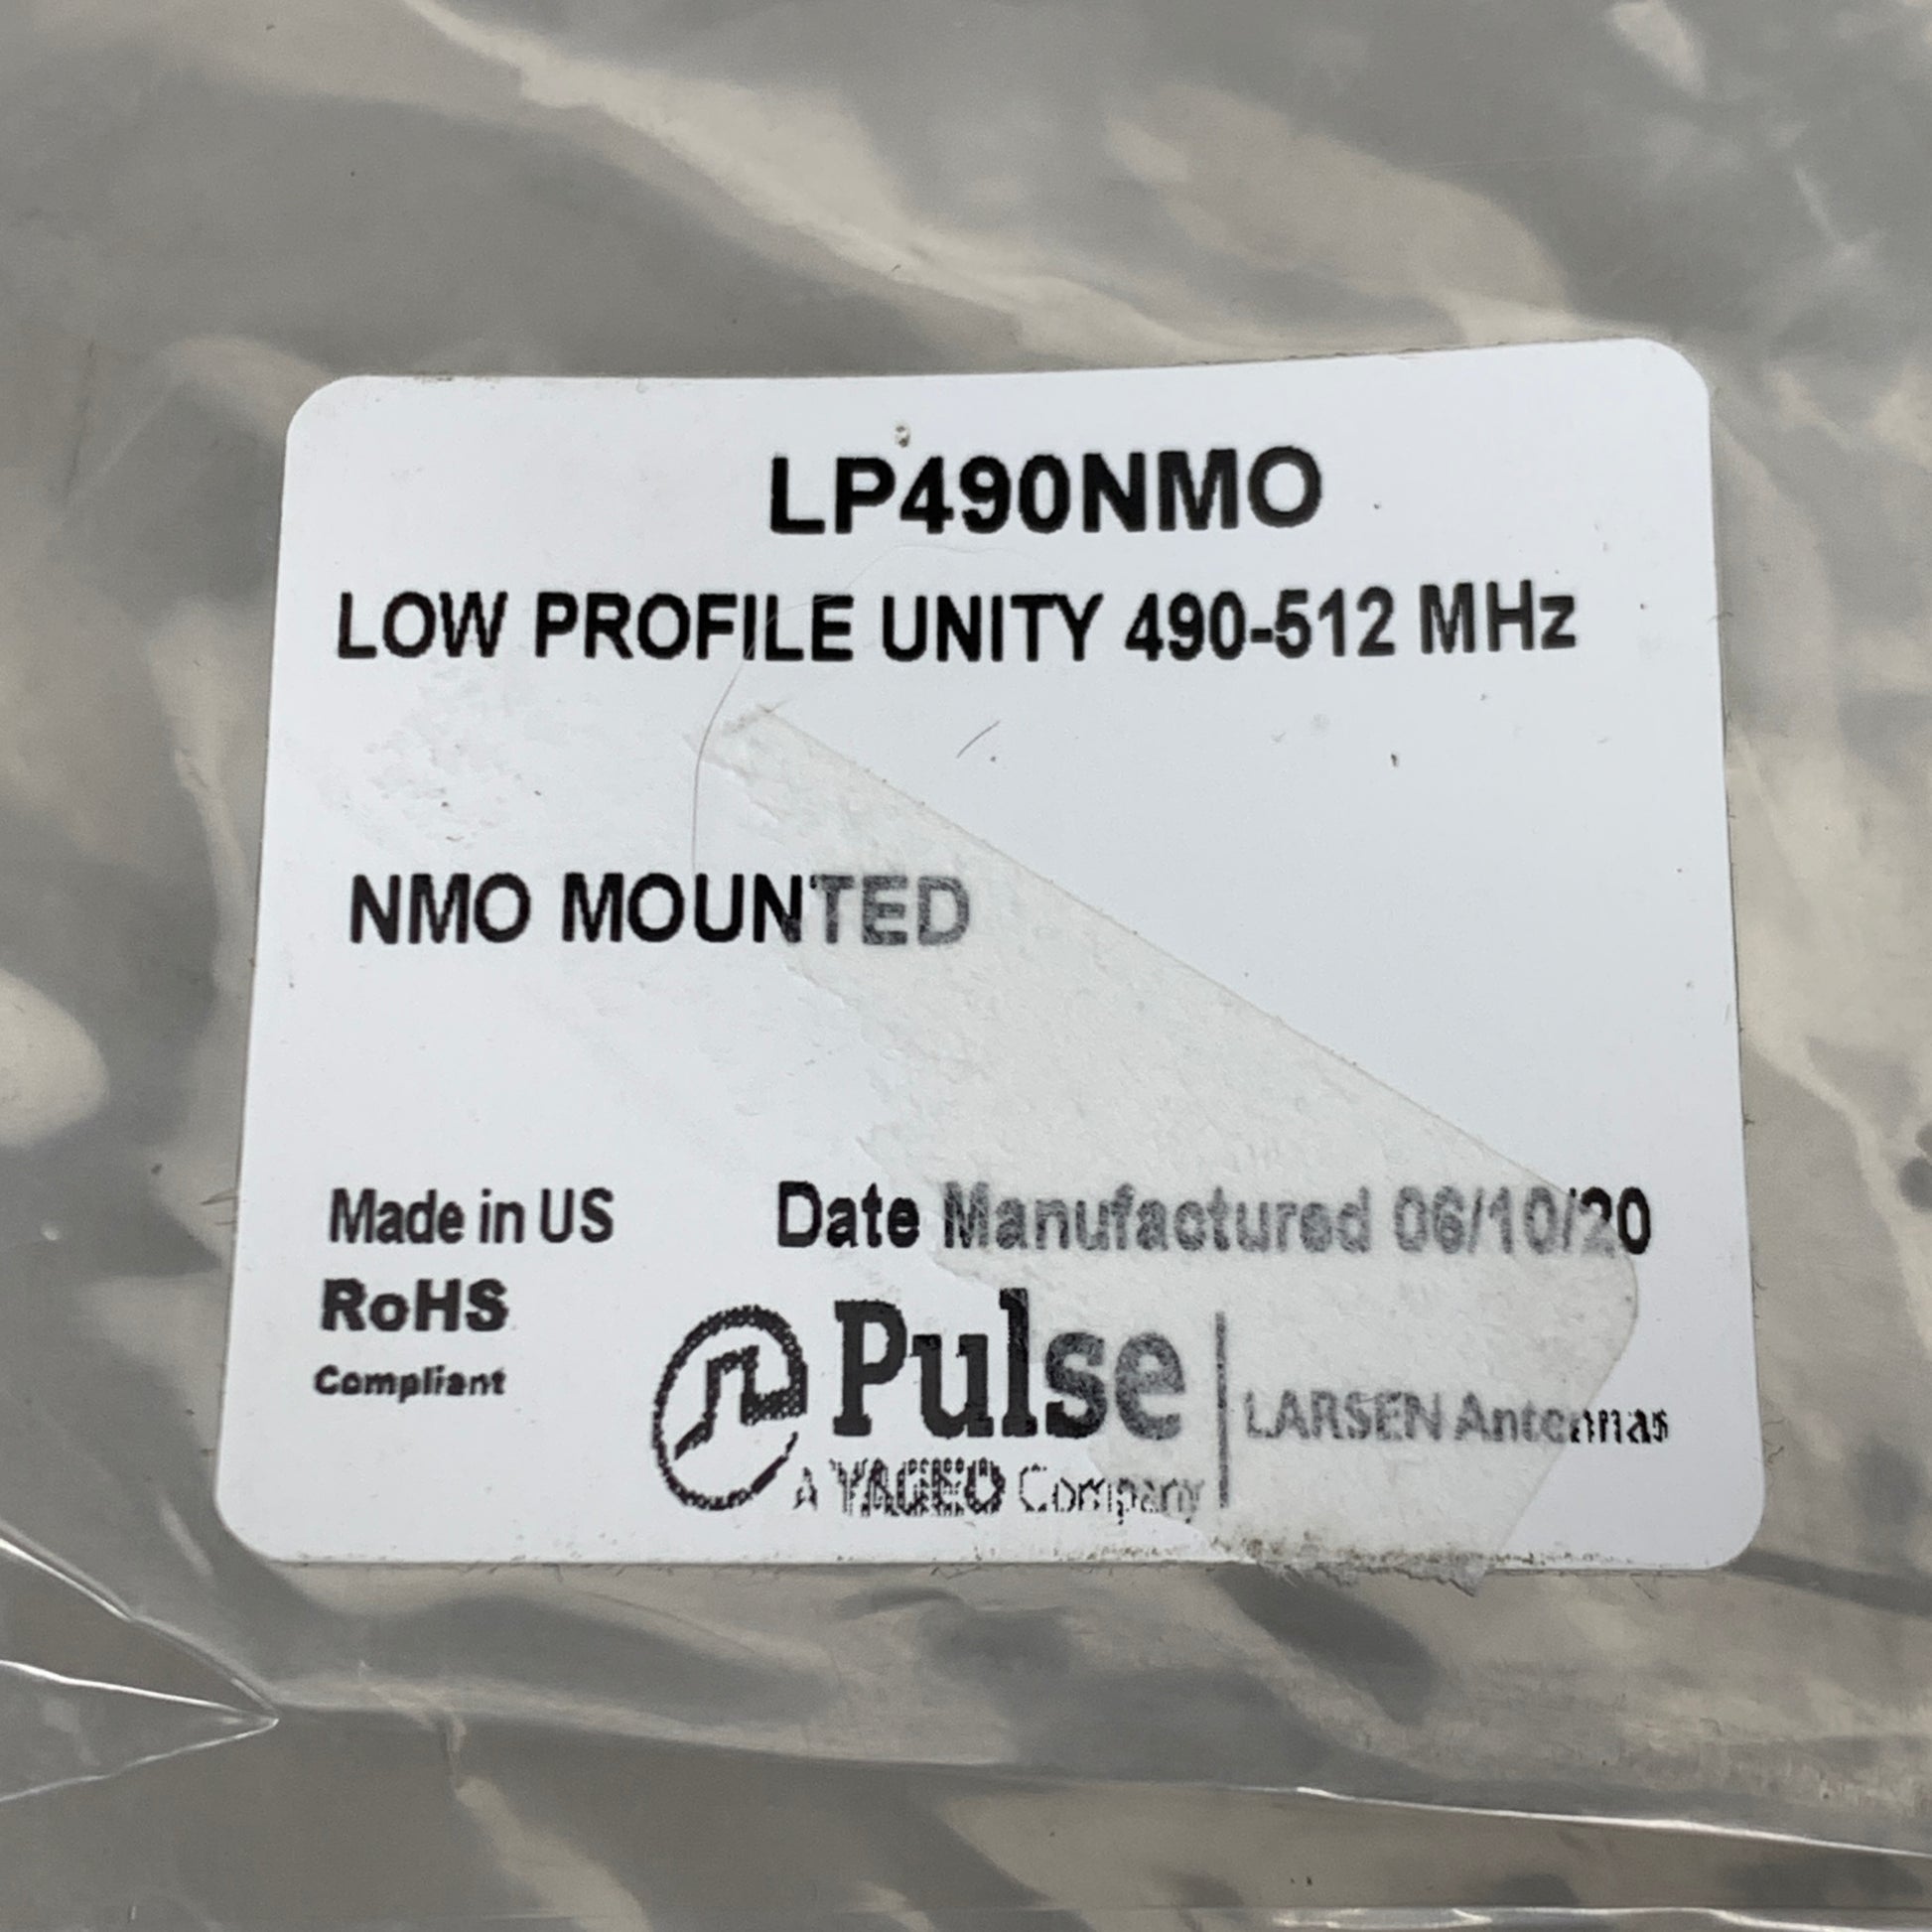 LP490NMO
LOW PROFILE UNITY 490-512 MHz
NMO MOUNTED
Made in US
Date Manufactured 06/10/20
RoHS
Compliant
Pulse
LARSEN Antennas
A YAGEO Company